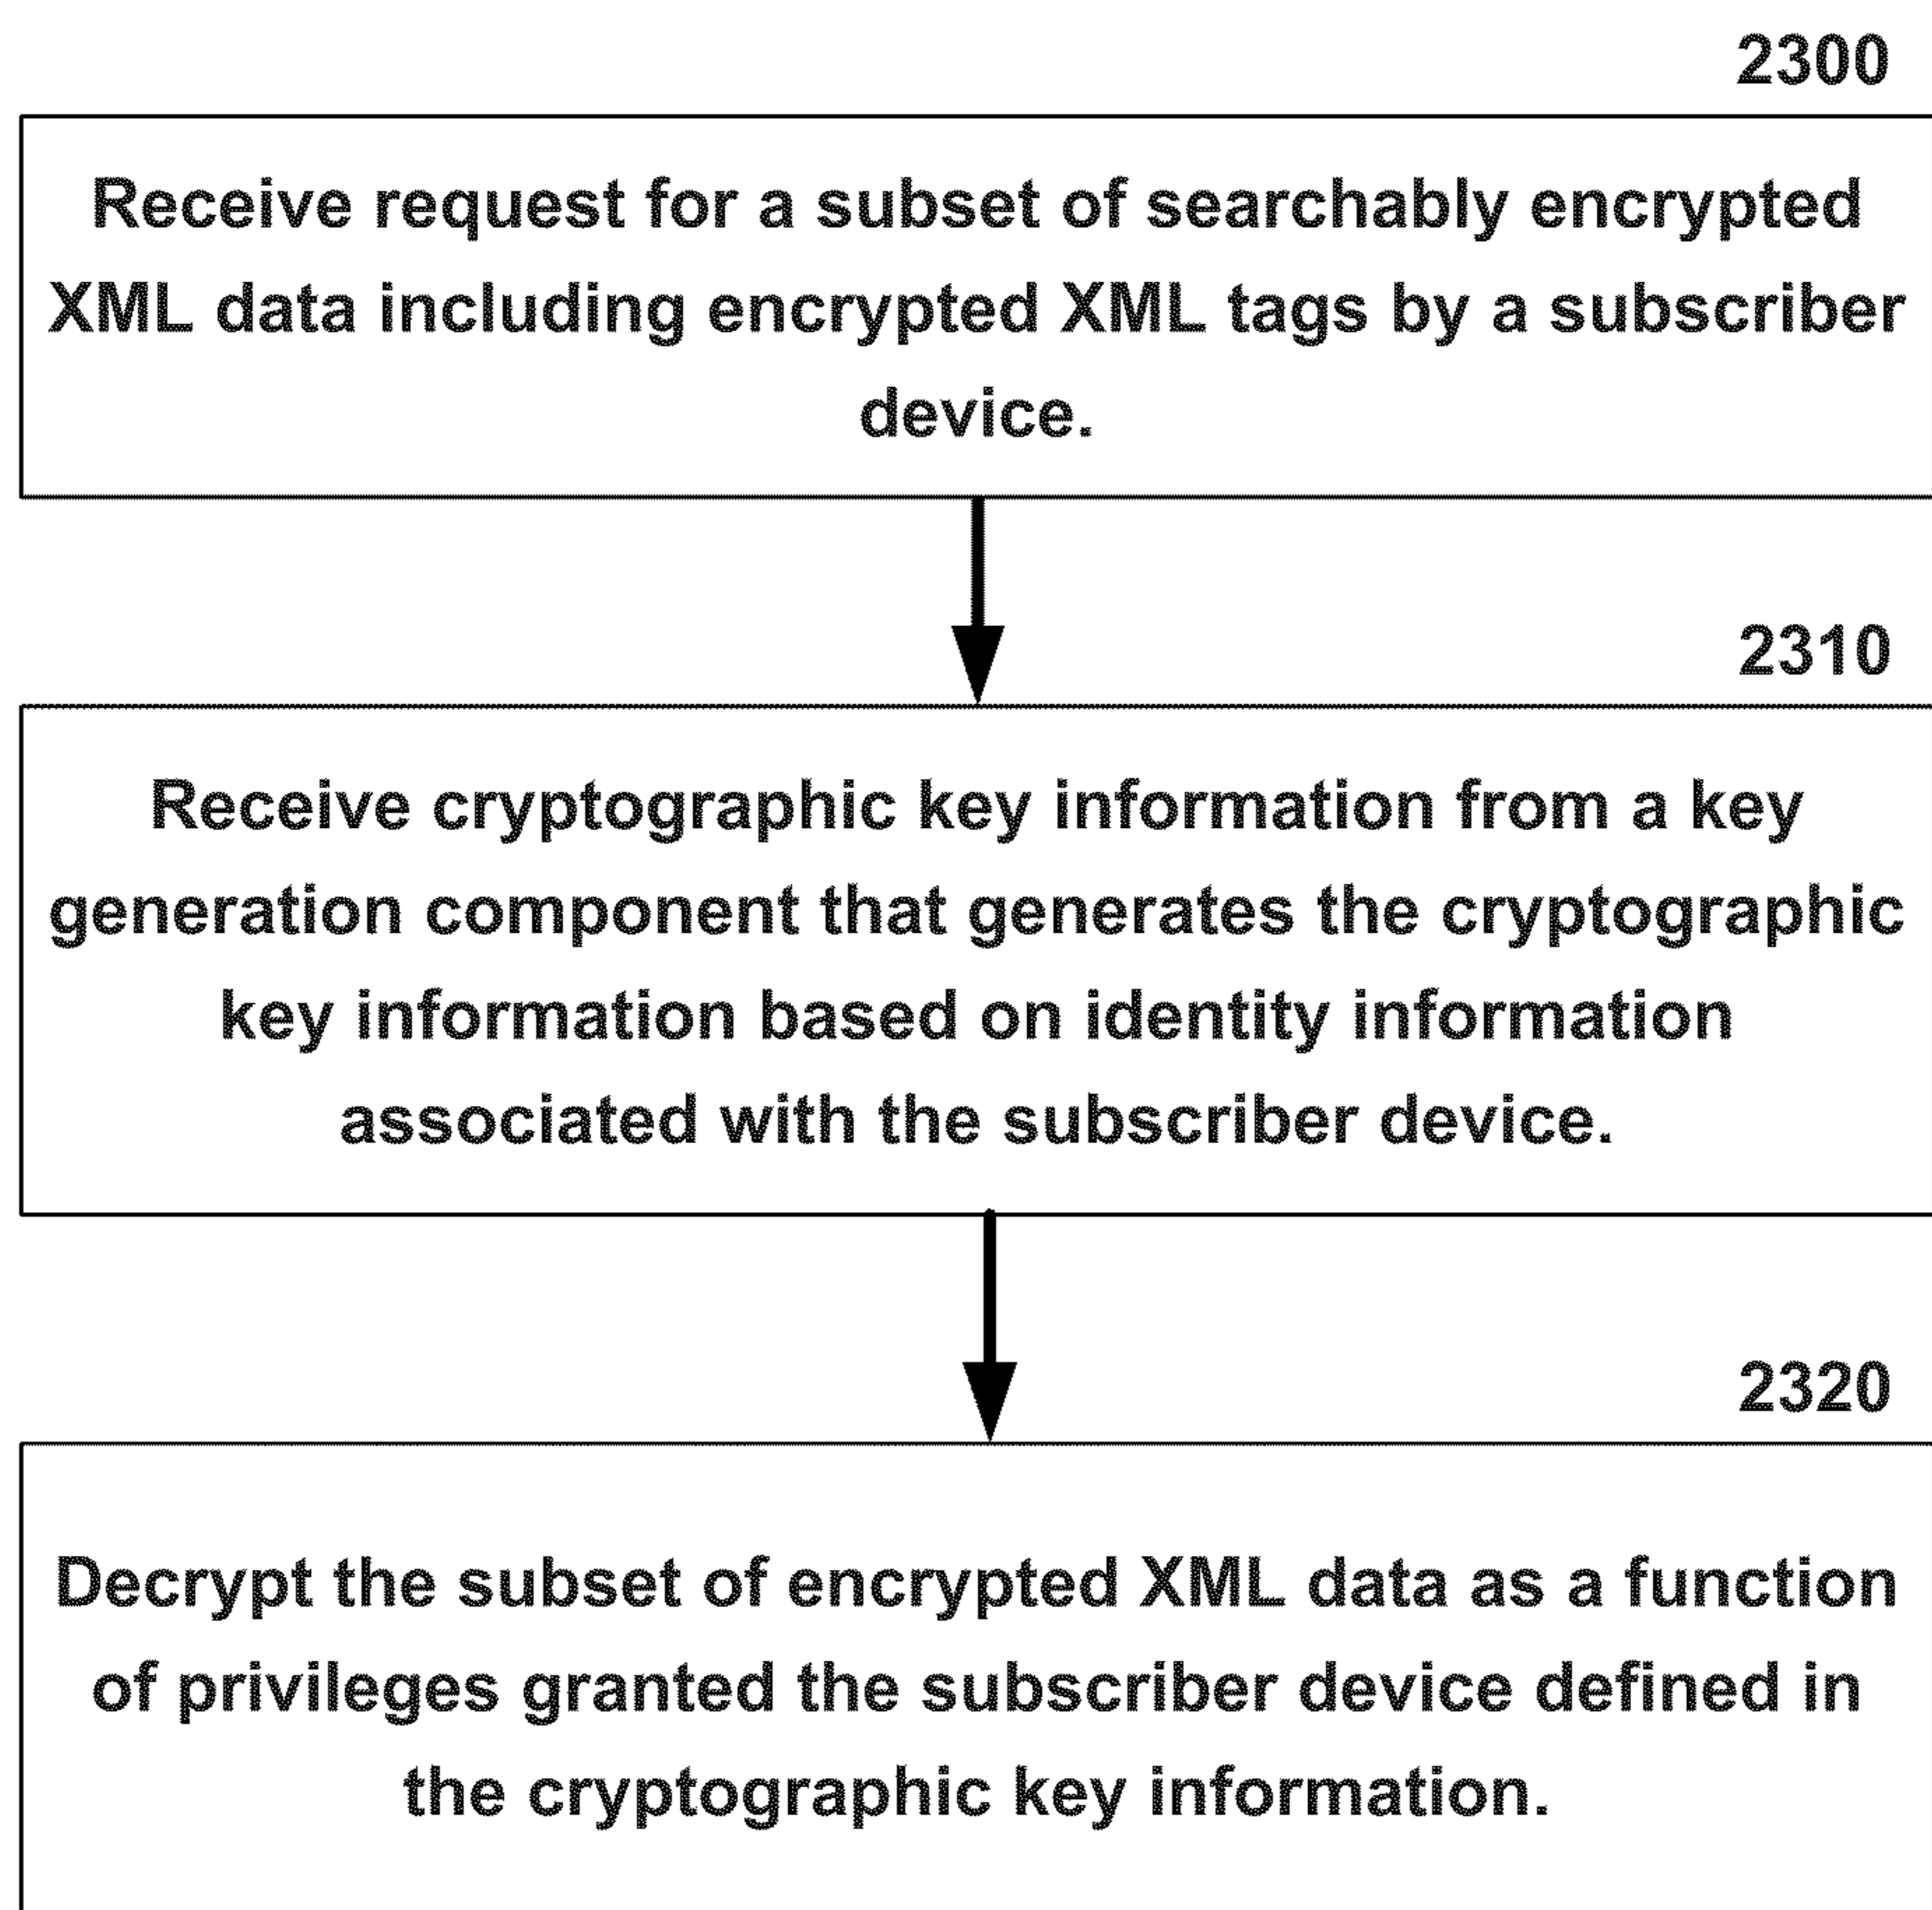 2300
Receive request for a subset of searchably encrypted
XML data including encrypted XML tags by a subscriber
device.
2310
Receive cryptographic key information from a key
generation component that generates the cryptographic
key information based on identity information
associated with the subscriber device.
2320
Decrypt the subset of encrypted XML data as a function
of privileges granted the subscriber device defined in
the cryptographic key information.